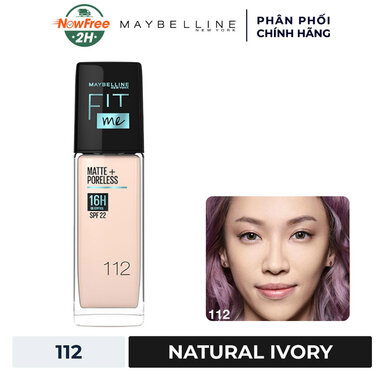 NowFree
2H
MAYBELLINE
NEW YORK
PHÂN PHỐI
CHÍNH HÃNG
MAYBELLINE
NEW YORK
FIT
me
MATTE +
PORELESS
16H
SPF 22
112
112
112
NATURAL IVORY